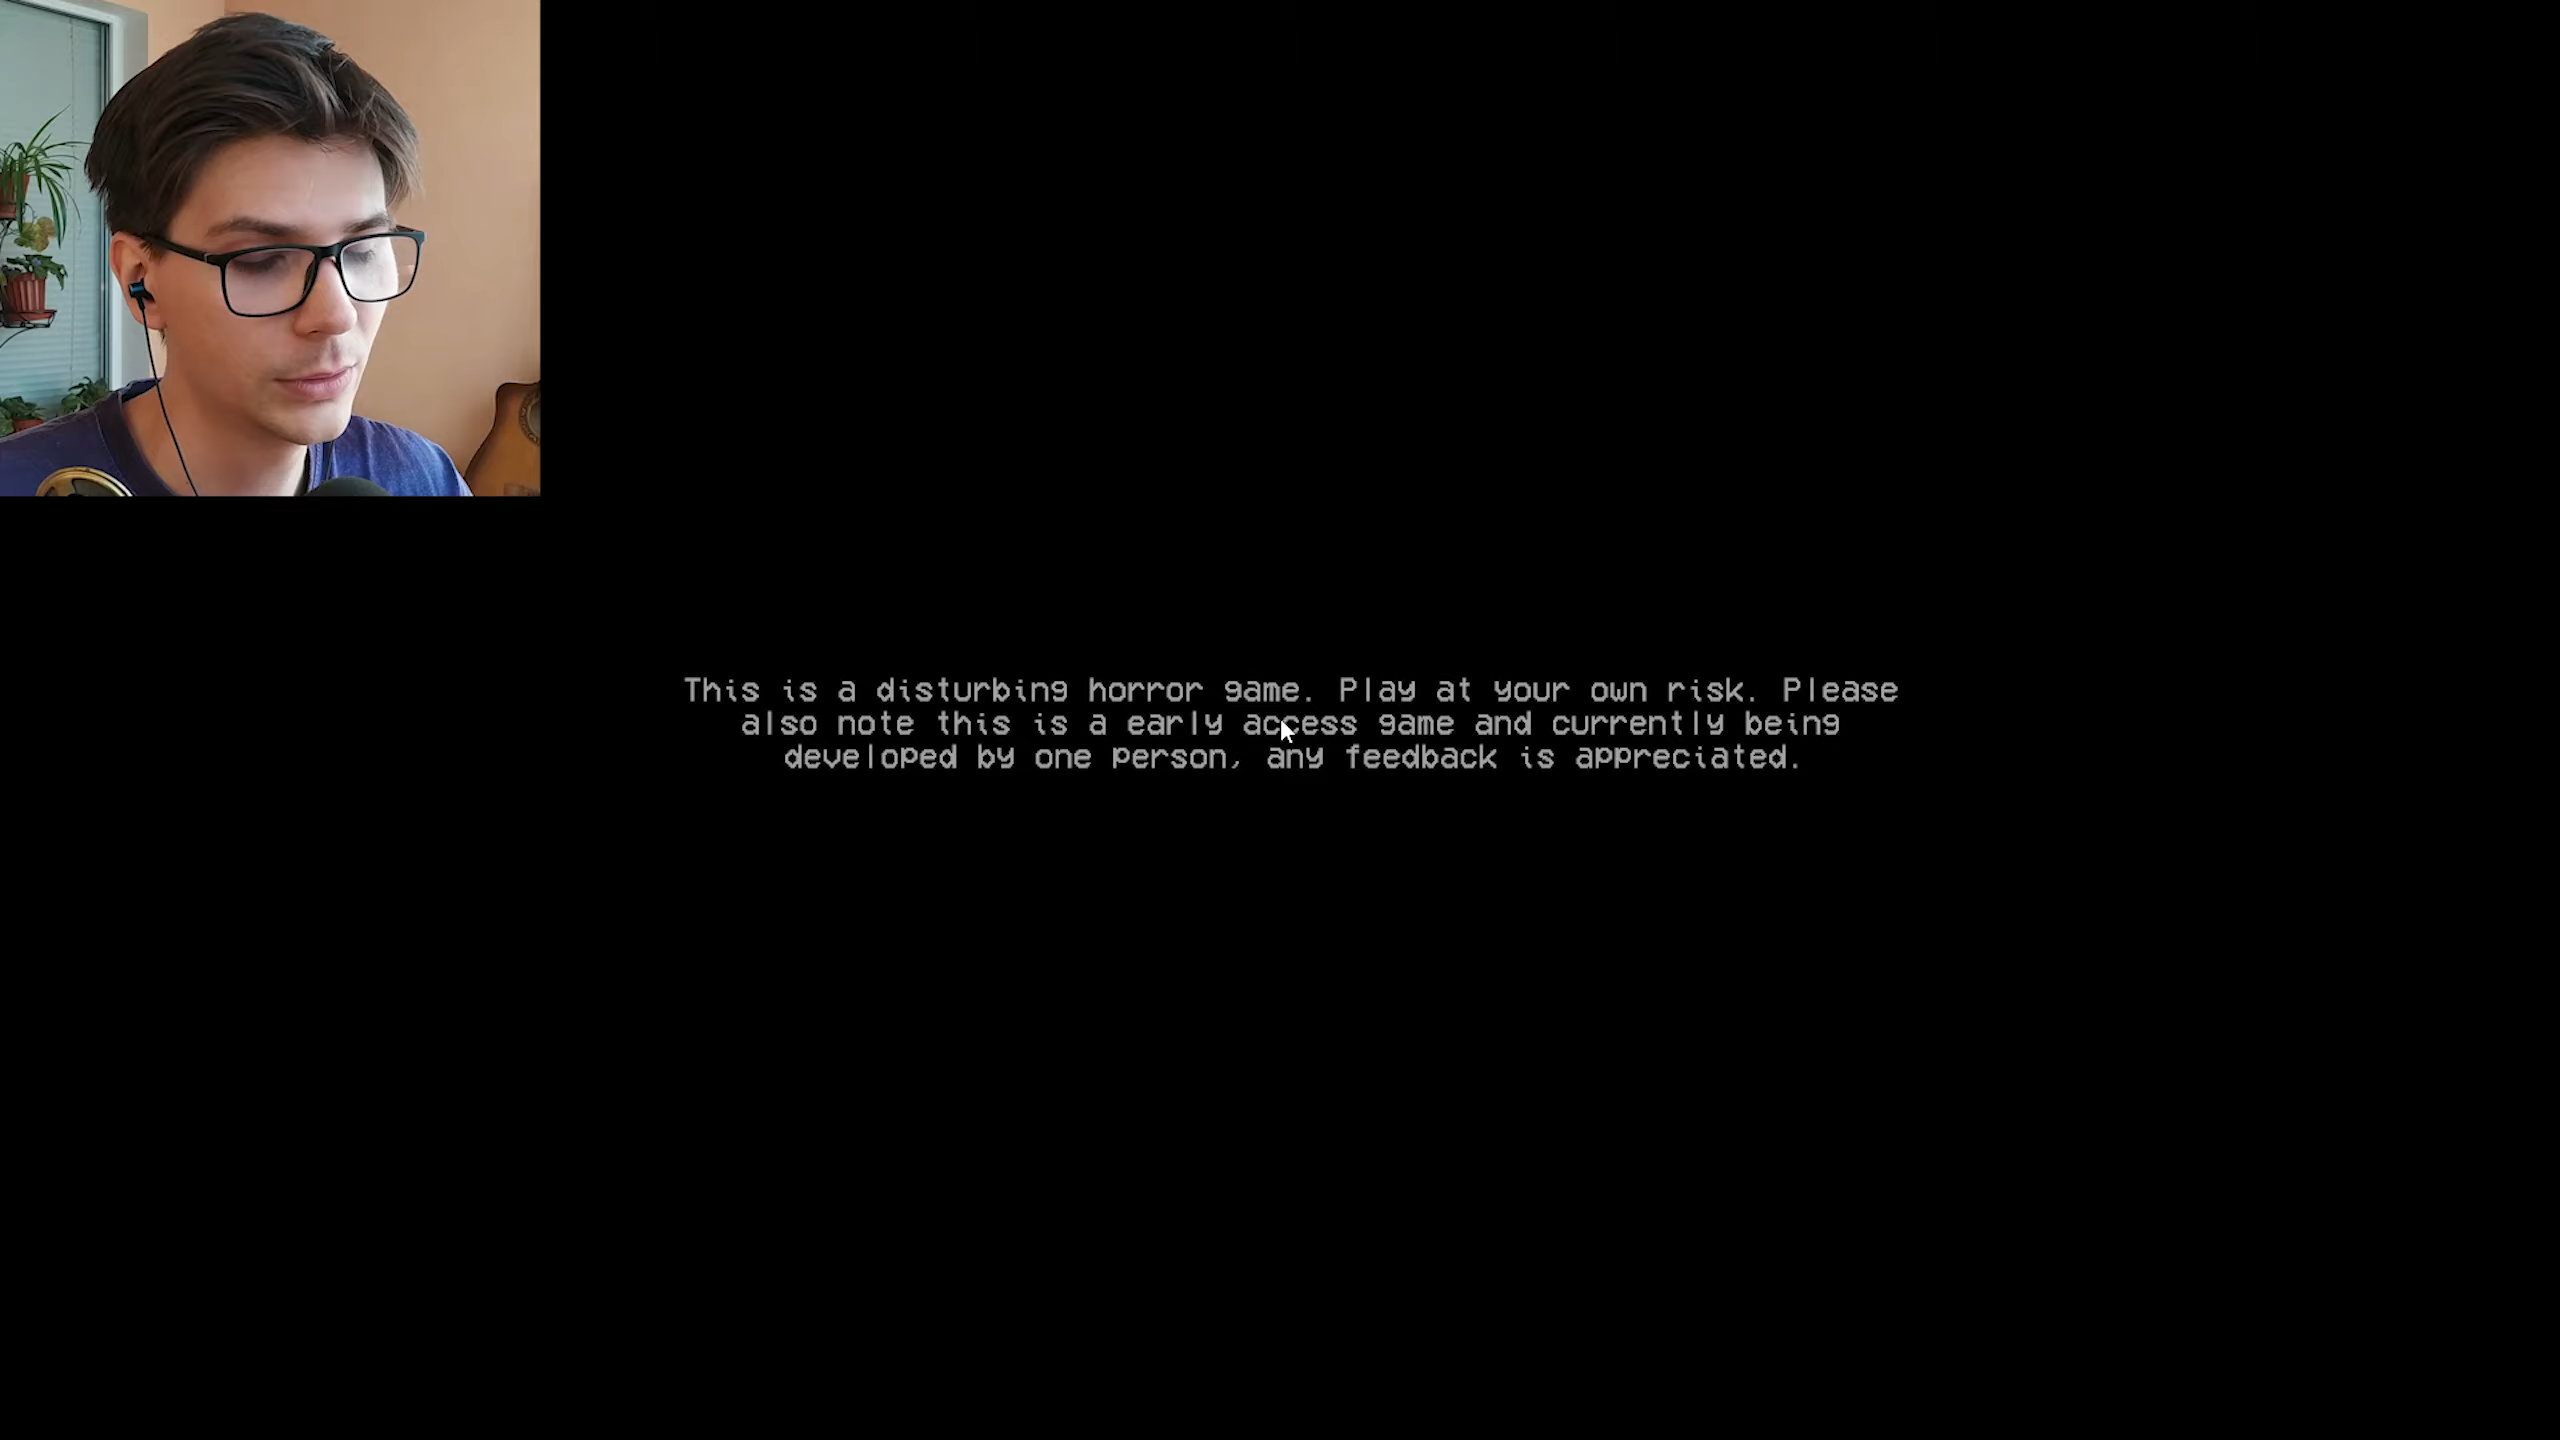 This is a disturbing horror game. Play at your own risk. Please
also note this is a early access game and currently being
developed by one person, any feedback is appreciated.